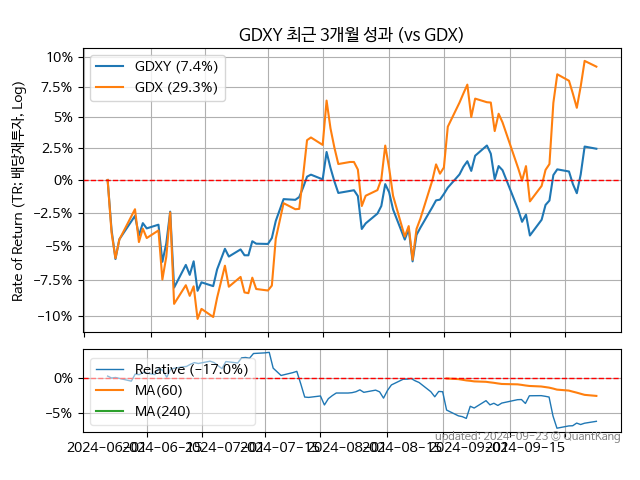 GDXY 최근 3개월 성과 (vs GDX)
Rate of Return (TR: 배당재투자, Log)
10%
7.5%
5%
2.5%
0%
−2.5%
−5%
−7.5%
−10%
GDXY (7.4%)
GDX (29.3%)
0%
−5%
Relative (−17.0%)
MA(60)
MA(240)
updated: 2024-09-23 © QuantKang
2024-06-01
2024-06-15
2024-07-01
2024-07-15
2024-08-01
2024-08-15
2024-09-01
2024-09-15